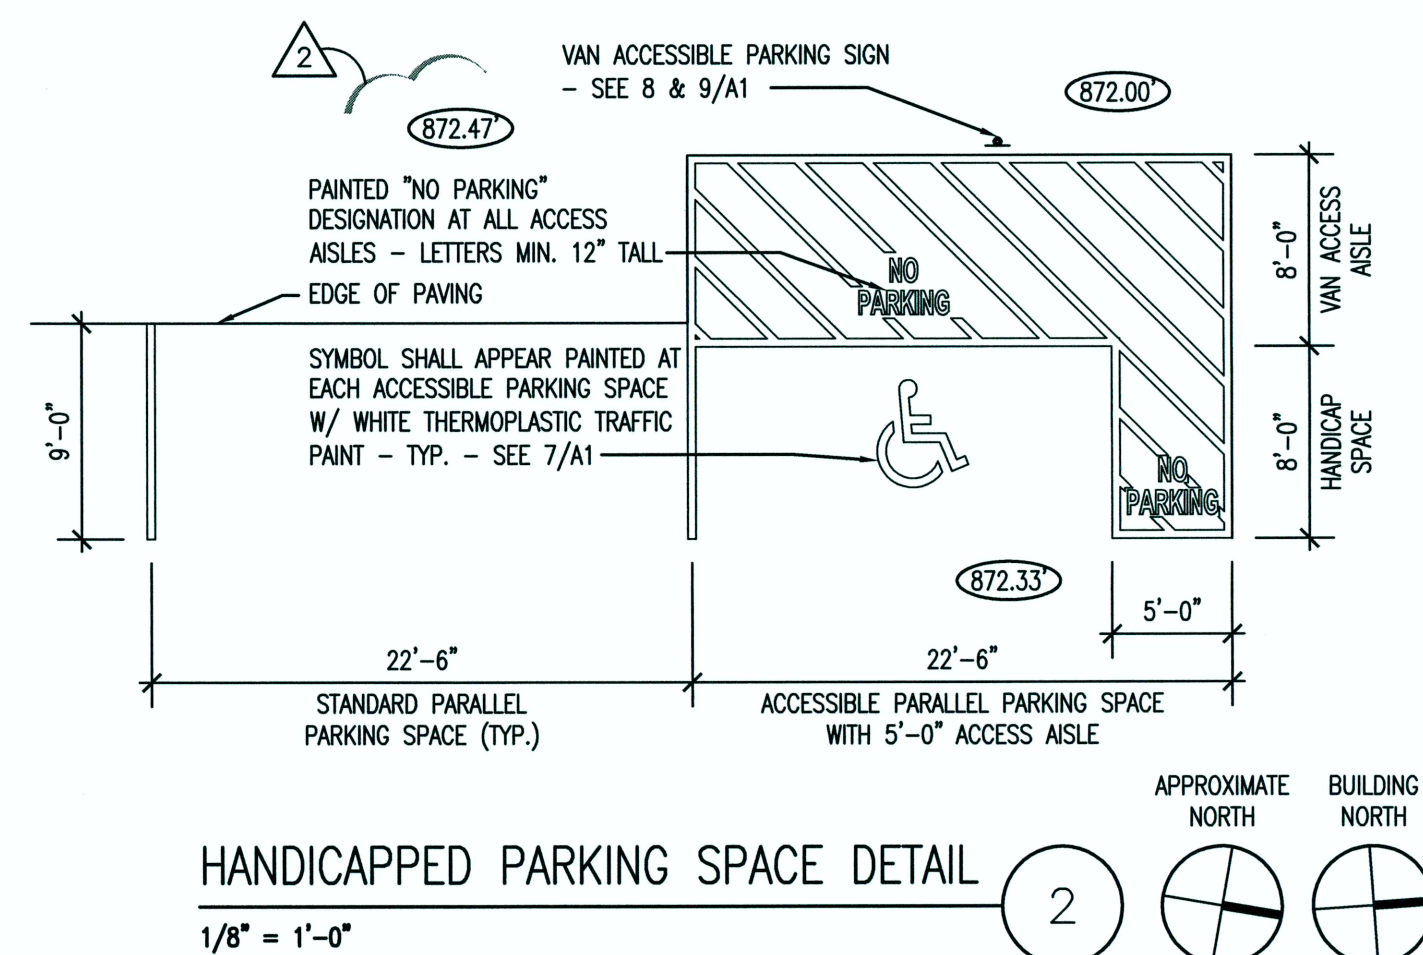 2
VAN ACCESSIBLE PARKING SIGN
- SEE 8 & 9/A1
872.00'
872.47'
PAINTED "NO PARKING"
DESIGNATION AT ALL ACCESS
AISLES - LETTERS MIN. 12" TALL
EDGE OF PAVING
NO
PARKING
8'-0"
VAN ACCESS
AISLE
SYMBOL SHALL APPEAR PAINTED AT
EACH ACCESSIBLE PARKING SPACE
W/ WHITE THERMOPLASTIC TRAFFIC
PAINT - TYP. - SEE 7/A1
9'-0"
NO
PARKING
8'-0"
HANDICAP
SPACE
872.33'
5'-0"
22'-6"
STANDARD PARALLEL
PARKING SPACE (TYP.)
22'-6"
ACCESSIBLE PARALLEL PARKING SPACE
WITH 5'-0" ACCESS AISLE
APPROXIMATE
NORTH
BUILDING
NORTH
HANDICAPPED PARKING SPACE DETAIL
2
1/8" = 1'-0"